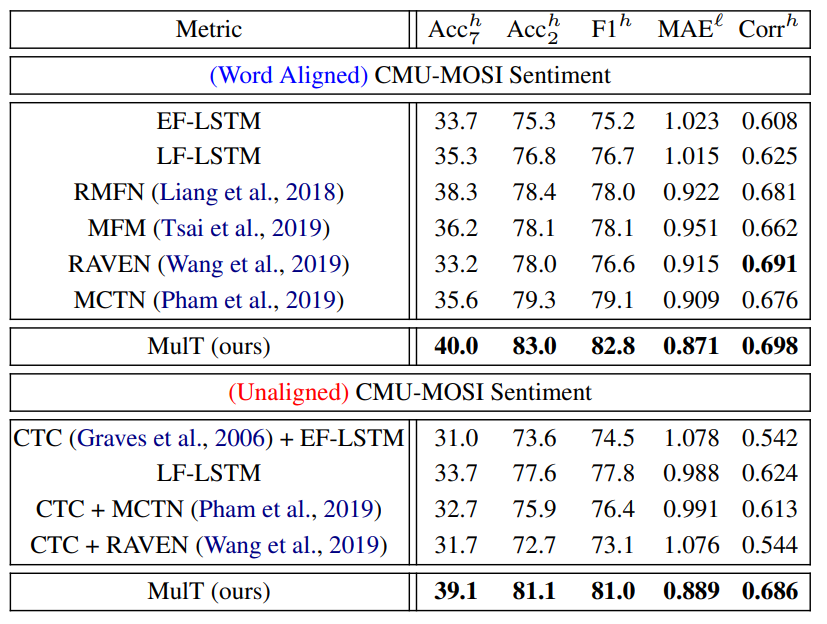 Metric Acc₇ʰ Acc₂ʰ F1ʰ MAEˡ Corrʰ
(Word Aligned) CMU-MOSI Sentiment
EF-LSTM 33.7 75.3 75.2 1.023 0.608
LF-LSTM 35.3 76.8 76.7 1.015 0.625
RMFN (Liang et al., 2018) 38.3 78.4 78.0 0.922 0.681
MFM (Tsai et al., 2019) 36.2 78.1 78.1 0.951 0.662
RAVEN (Wang et al., 2019) 33.2 78.0 76.6 0.915 0.691
MCTN (Pham et al., 2019) 35.6 79.3 79.1 0.909 0.676
MulT (ours) 40.0 83.0 82.8 0.871 0.698
(Unaligned) CMU-MOSI Sentiment
CTC (Graves et al., 2006) + EF-LSTM 31.0 73.6 74.5 1.078 0.542
LF-LSTM 33.7 77.6 77.8 0.988 0.624
CTC + MCTN (Pham et al., 2019) 32.7 75.9 76.4 0.991 0.613
CTC + RAVEN (Wang et al., 2019) 31.7 72.7 73.1 1.076 0.544
MulT (ours) 39.1 81.1 81.0 0.889 0.686